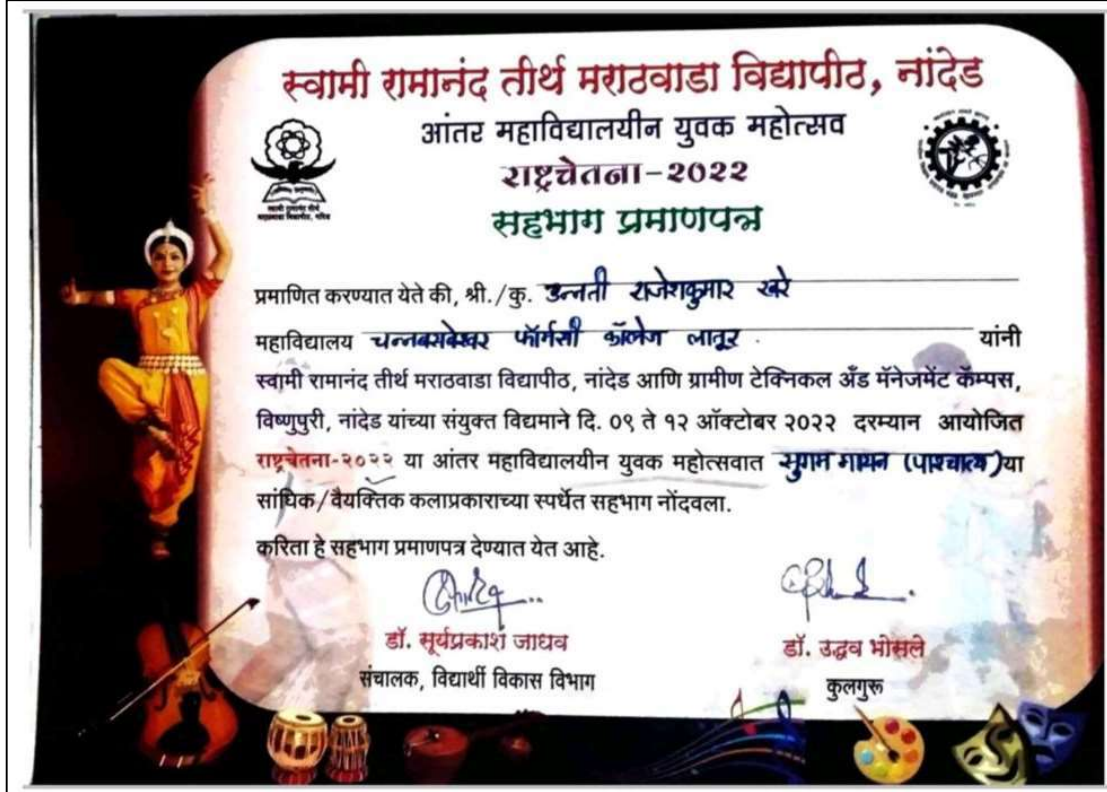 स्वामी रामानंद तीर्थ मराठवाडा विद्यापीठ, नांदेड
आंतर महाविद्यालयीन युवक महोत्सव
राष्ट्रचेतना-२०२२
सहभाग प्रमाणपत्र
प्रमाणित करण्यात येते की, श्री./कु. उन्नती राजेशकुमार खरे
महाविद्यालय चन्नबसवेश्वर फॉर्मसी कॉलेज लातूर. यांनी
स्वामी रामानंद तीर्थ मराठवाडा विद्यापीठ, नांदेड आणि ग्रामीण टेक्निकल अँड मॅनेजमेंट कॅम्पस,
विष्णुपुरी, नांदेड यांच्या संयुक्त विद्यमाने दि. ०९ ते १२ ऑक्टोबर २०२२ दरम्यान आयोजित
राष्ट्रचेतना-२०२२ या आंतर महाविद्यालयीन युवक महोत्सवात सुगम गायन (पाश्चात्य) या
सांघिक/वैयक्तिक कलाप्रकाराच्या स्पर्धेत सहभाग नोंदवला.
करिता हे सहभाग प्रमाणपत्र देण्यात येत आहे.
डॉ. सूर्यप्रकाश जाधव
संचालक, विद्यार्थी विकास विभाग
डॉ. उद्धव भोसले
कुलगुरू